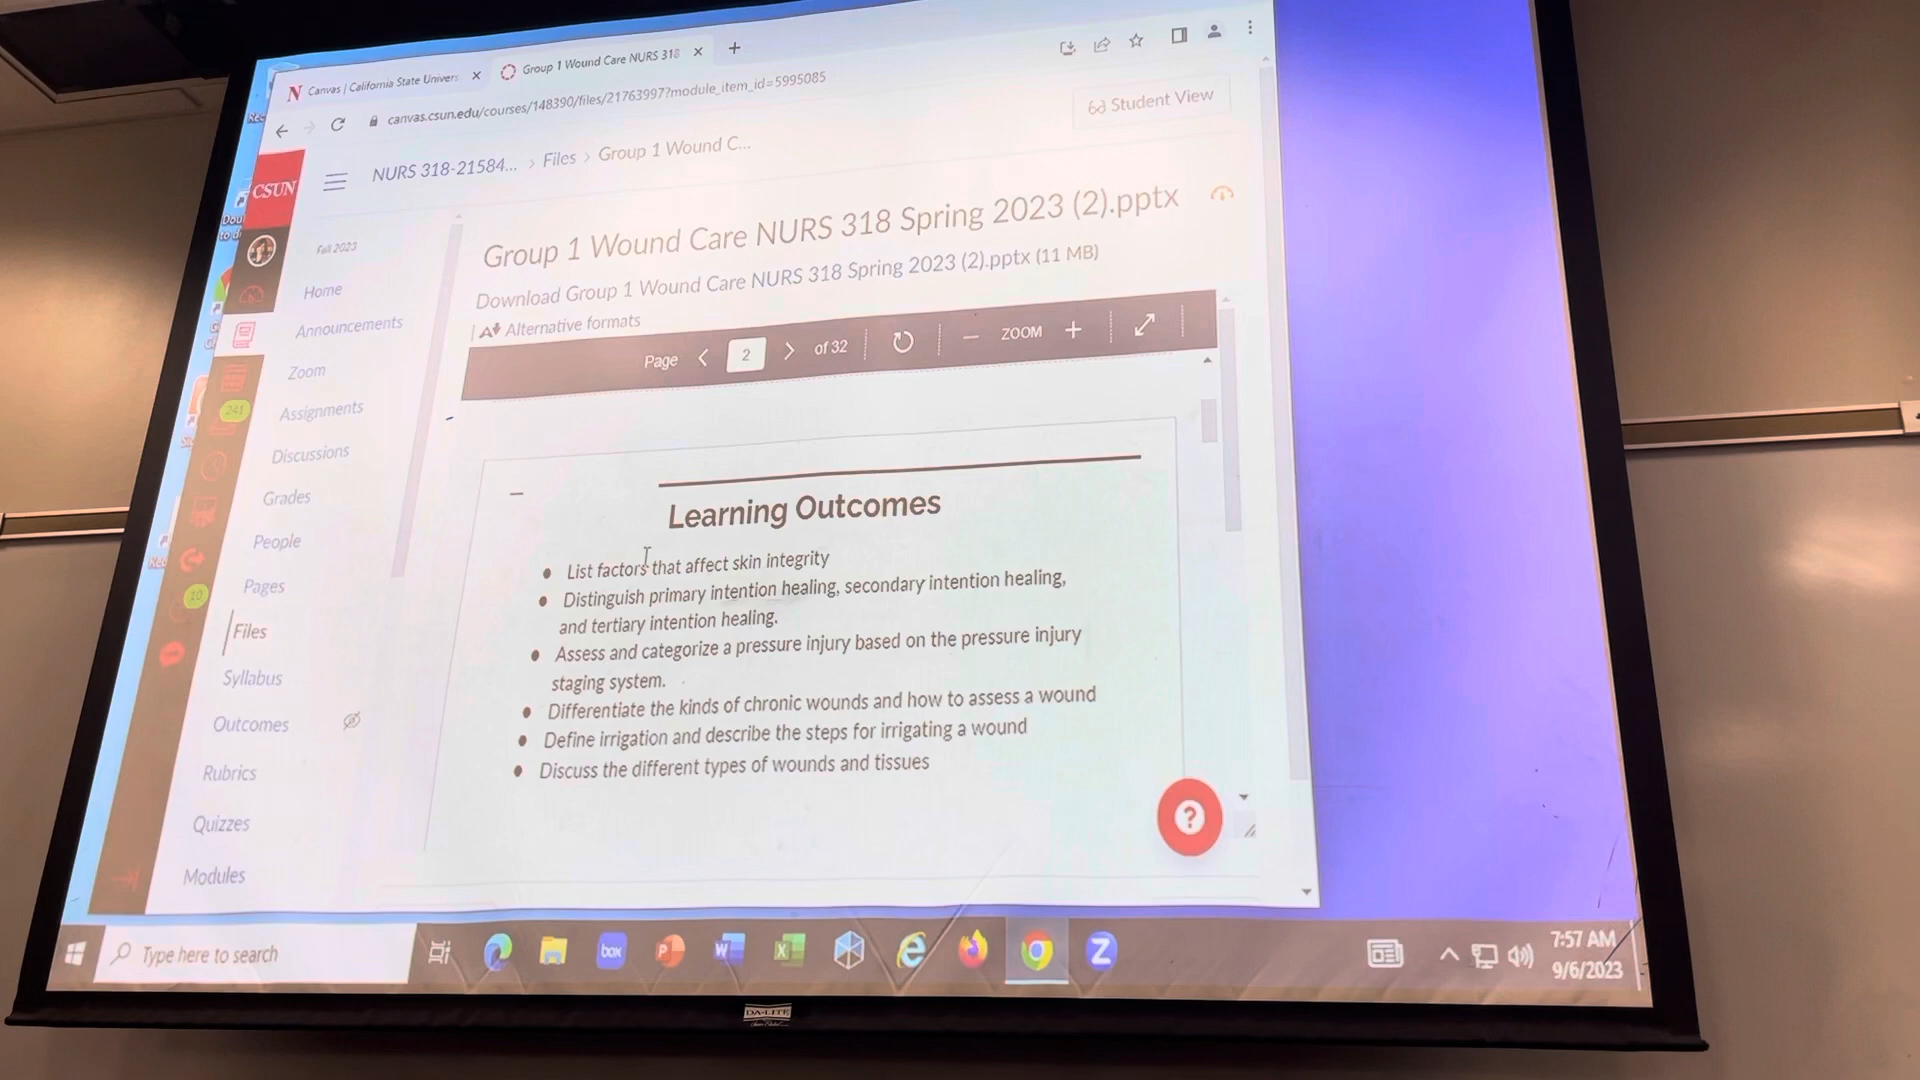 Canvas | California State Univers
Group 1 Wound Care NURS 318
canvas.csun.edu/courses/148390/files/21763997?module_item_id=5995085
Student View
CSUN
NURS 318-21584... > Files > Group 1 Wound C...
Fall 2023
Home
Announcements
Zoom
Assignments
Discussions
Grades
People
Pages
Files
Syllabus
Outcomes
Rubrics
Quizzes
Modules
241
10
Group 1 Wound Care NURS 318 Spring 2023 (2).pptx
Download Group 1 Wound Care NURS 318 Spring 2023 (2).pptx (11 MB)
Alternative formats
Page 2 of 32 ZOOM
Learning Outcomes
● List factors that affect skin integrity
● Distinguish primary intention healing, secondary intention healing,
and tertiary intention healing.
● Assess and categorize a pressure injury based on the pressure injury
staging system.
● Differentiate the kinds of chronic wounds and how to assess a wound
● Define irrigation and describe the steps for irrigating a wound
● Discuss the different types of wounds and tissues
?
Type here to search
box
7:57 AM
9/6/2023
DA-LITE